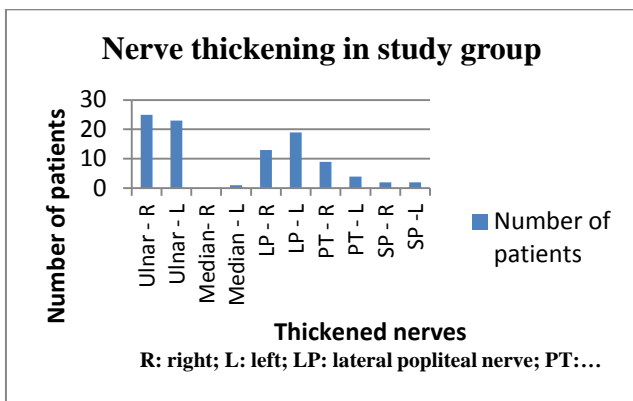 Nerve thickening in study group
Number of patients
30
20
10
0
Ulnar - R
Ulnar - L
Median- R
Median - L
LP - R
LP - L
PT - R
PT - L
SP - R
SP -L
Number of
patients
Thickened nerves
R: right; L: left; LP: lateral popliteal nerve; PT:…